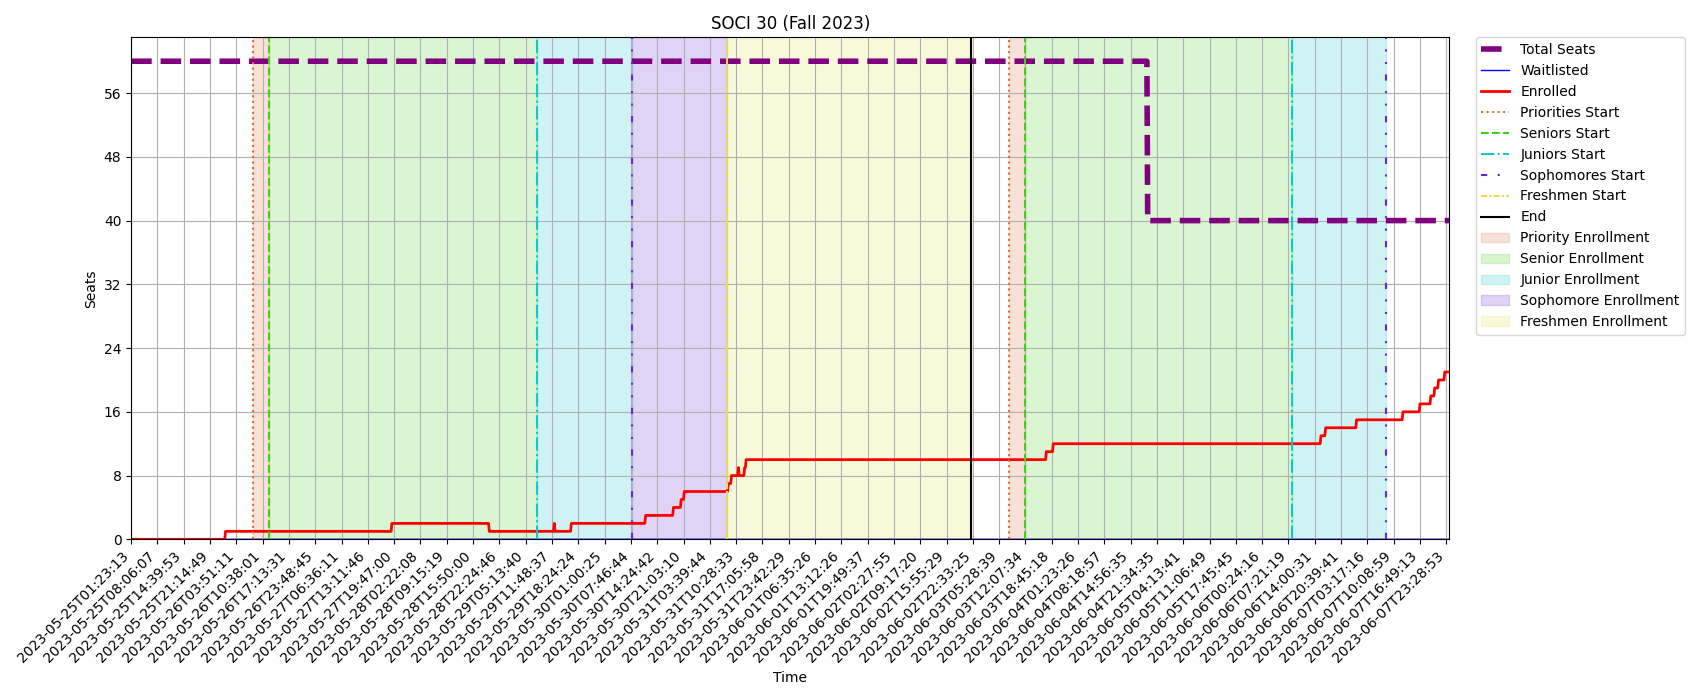 SOCI 30 (Fall 2023)
Seats
56
48
40
32
24
16
8
0
2023-05-25T01:23:13
2023-05-25T08:06:07
2023-05-25T14:39:53
2023-05-25T21:14:49
2023-05-26T03:51:11
2023-05-26T10:38:01
2023-05-26T17:13:31
2023-05-26T23:48:45
2023-05-27T06:36:11
2023-05-27T13:11:46
2023-05-27T19:47:00
2023-05-28T02:22:08
2023-05-28T09:15:19
2023-05-28T15:50:00
2023-05-28T22:24:46
2023-05-29T05:13:40
2023-05-29T11:48:37
2023-05-29T18:24:24
2023-05-30T01:00:25
2023-05-30T07:46:44
2023-05-30T14:24:42
2023-05-30T21:03:10
2023-05-31T03:39:44
2023-05-31T10:28:33
2023-05-31T17:05:58
2023-05-31T23:42:29
2023-06-01T06:35:26
2023-06-01T13:12:26
2023-06-01T19:49:37
2023-06-02T02:27:55
2023-06-02T09:17:20
2023-06-02T15:55:29
2023-06-02T22:33:25
2023-06-03T05:28:39
2023-06-03T12:07:34
2023-06-03T18:45:18
2023-06-04T01:23:26
2023-06-04T08:18:57
2023-06-04T14:56:35
2023-06-04T21:34:35
2023-06-05T04:13:41
2023-06-05T11:06:49
2023-06-05T17:45:45
2023-06-06T00:24:16
2023-06-06T07:21:19
2023-06-06T14:00:31
2023-06-06T20:39:41
2023-06-07T03:17:16
2023-06-07T10:08:59
2023-06-07T16:49:13
2023-06-07T23:28:53
Time
Total Seats
Waitlisted
Enrolled
Priorities Start
Seniors Start
Juniors Start
Sophomores Start
Freshmen Start
End
Priority Enrollment
Senior Enrollment
Junior Enrollment
Sophomore Enrollment
Freshmen Enrollment